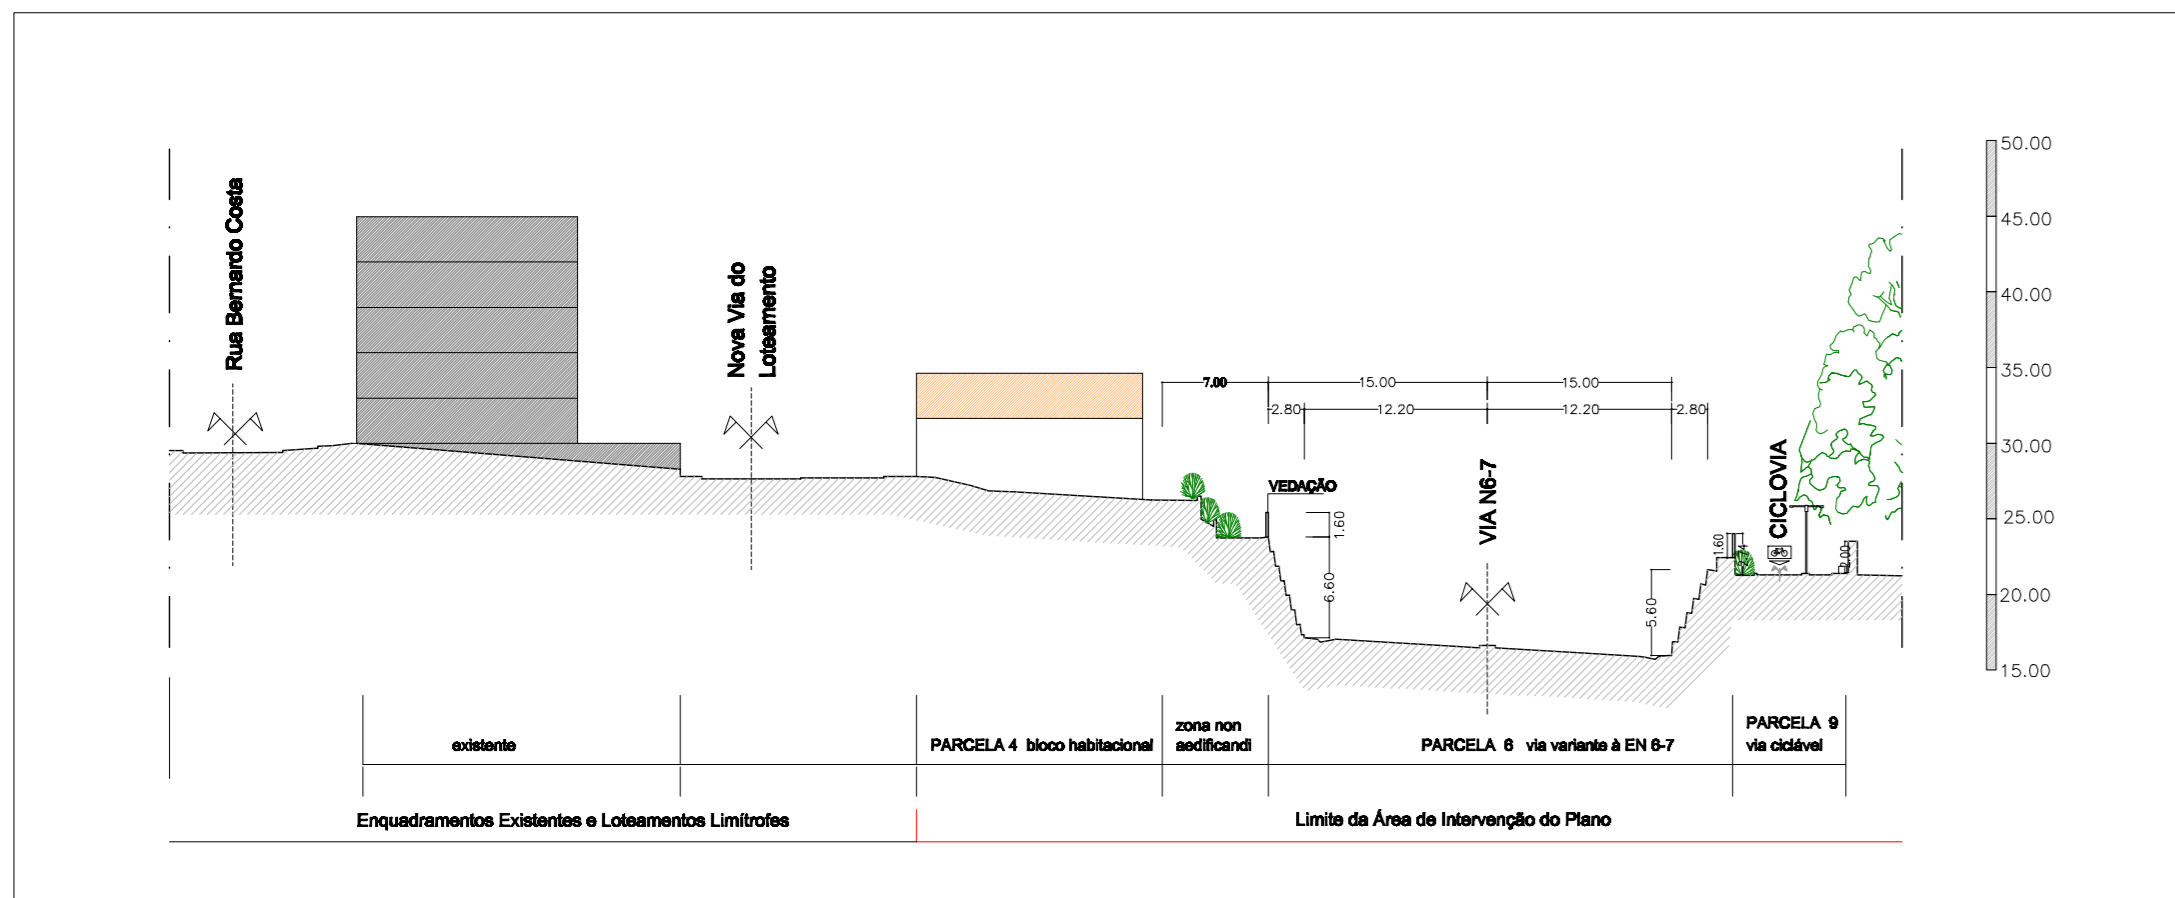 50.00
45.00
40.00
35.00
30.00
25.00
20.00
15.00
Rua Bernardo Costa
Nova Via do
Loteamento
7.00
15.00
15.00
2.80
12.20
12.20
2.80
VEDAÇÃO
1.60
6.60
VIA N6-7
5.60
1.60
CICLOVIA
existente
PARCELA 4 bloco habitacional
zona non
aedificandi
PARCELA 6 via variante à EN 6-7
PARCELA 9
via ciclável
Enquadramentos Existentes e Loteamentos Limítrofes
Limite da Área de Intervenção do Plano